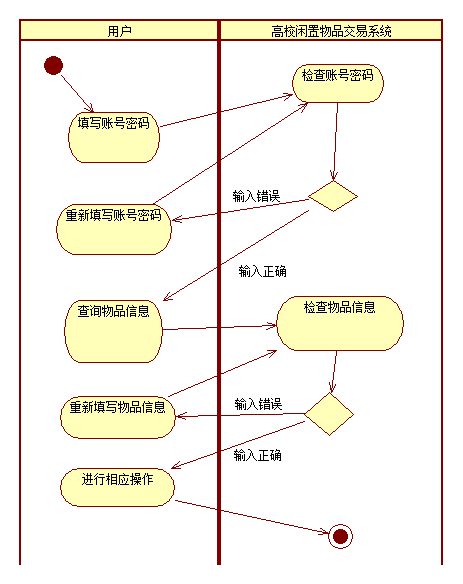 用户
高校闲置物品交易系统
检查账号密码
填写账号密码
输入错误
重新填写账号密码
输入正确
查询物品信息
检查物品信息
重新填写物品信息
输入错误
输入正确
进行相应操作